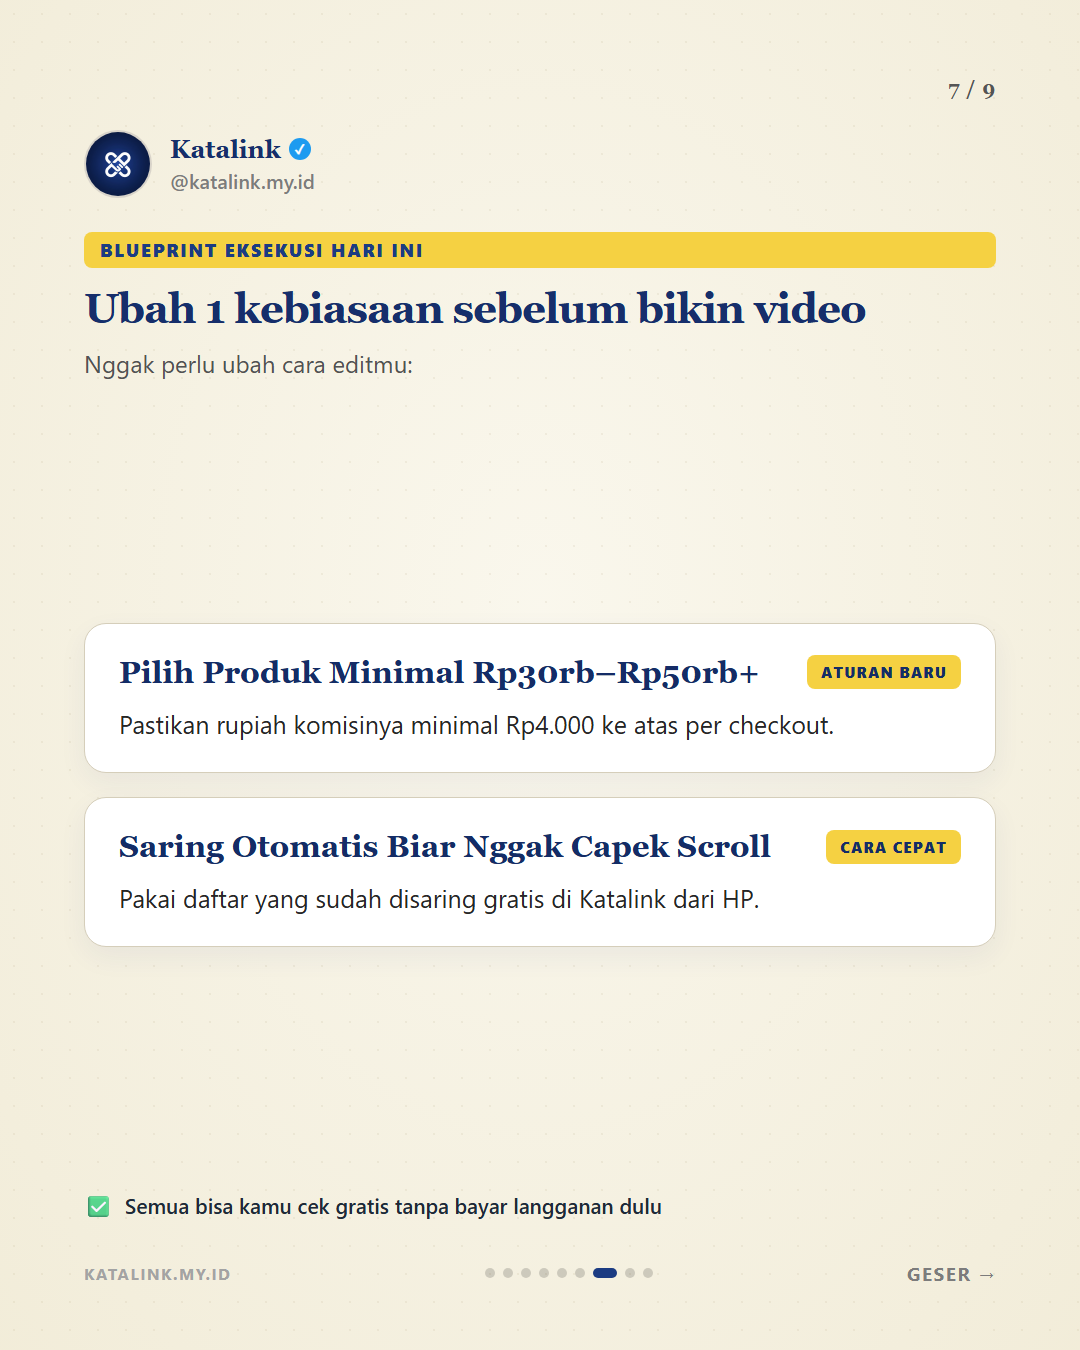 7 / 9
Katalink
@katalink.my.id
BLUEPRINT EKSEKUSI HARI INI
Ubah 1 kebiasaan sebelum bikin video
Nggak perlu ubah cara editmu:
Pilih Produk Minimal Rp30rb–Rp50rb+
ATURAN BARU
Pastikan rupiah komisinya minimal Rp4.000 ke atas per checkout.
Saring Otomatis Biar Nggak Capek Scroll
CARA CEPAT
Pakai daftar yang sudah disaring gratis di Katalink dari HP.
✅ Semua bisa kamu cek gratis tanpa bayar langganan dulu
KATALINK.MY.ID
GESER →